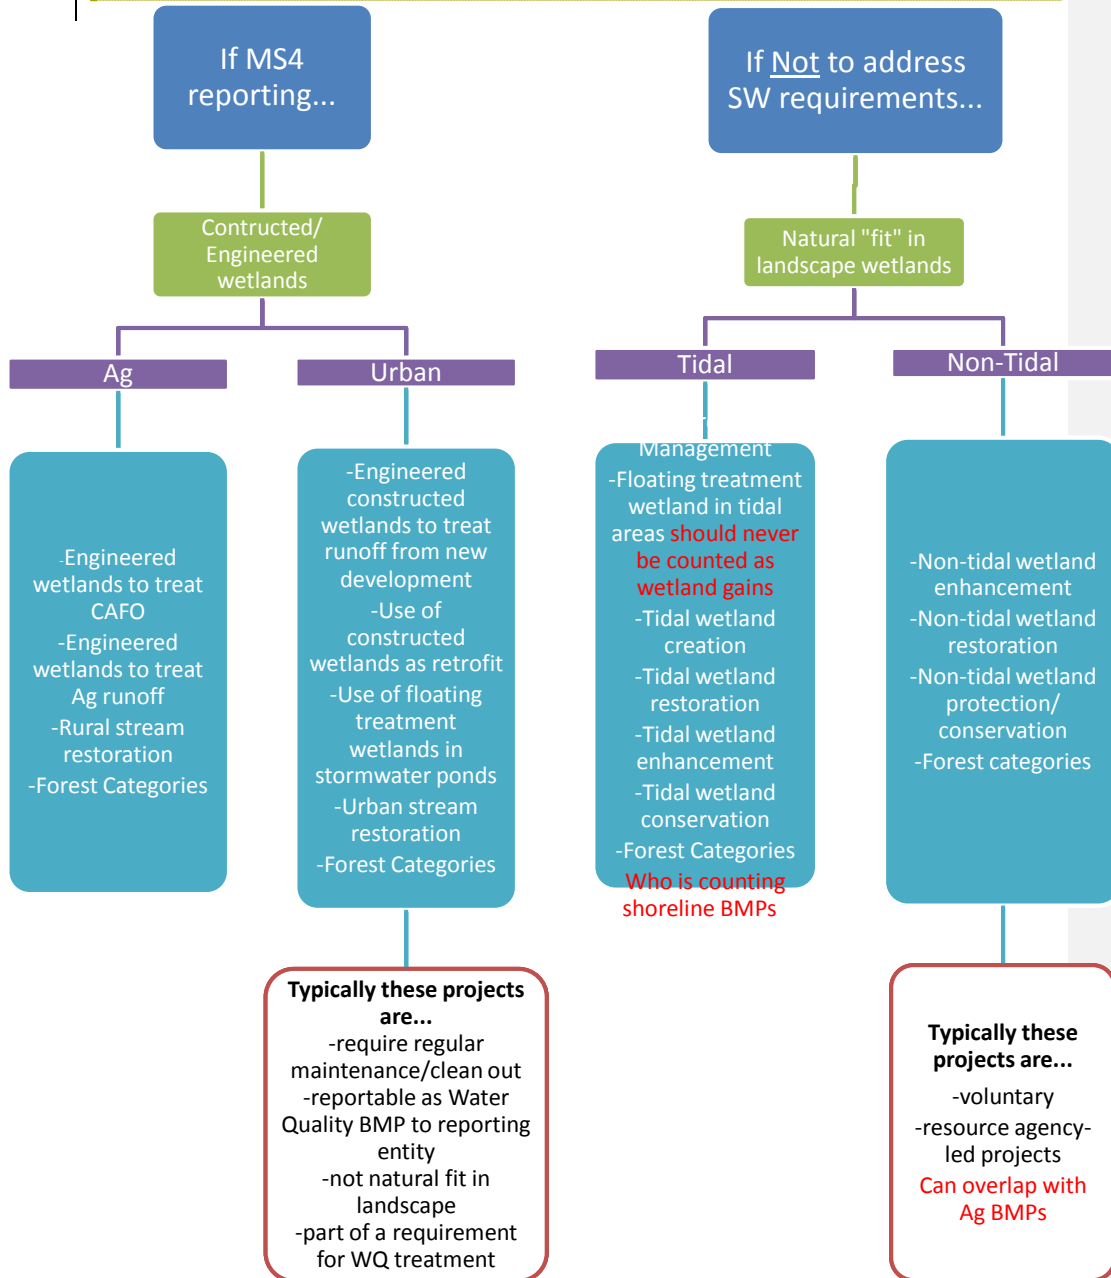 If MS4
reporting...
If Not to address
SW requirements...
Contructed/
Engineered
wetlands
Natural "fit" in
landscape wetlands
Ag
Urban
Tidal
Non-Tidal
-Engineered
wetlands to treat
CAFO
-Engineered
wetlands to treat
Ag runoff
-Rural stream
restoration
-Forest Categories
-Engineered
constructed
wetlands to treat
runoff from new
development
-Use of
constructed
wetlands as retrofit
-Use of floating
treatment
wetlands in
stormwater ponds
-Urban stream
restoration
-Forest Categories
Management
-Floating treatment
wetland in tidal
areas should never
be counted as
wetland gains
-Tidal wetland
creation
-Tidal wetland
restoration
-Tidal wetland
enhancement
-Tidal wetland
conservation
-Forest Categories
Who is counting
shoreline BMPs
-Non-tidal wetland
enhancement
-Non-tidal wetland
restoration
-Non-tidal wetland
protection/
conservation
-Forest categories
Typically these projects
are...
-require regular
maintenance/clean out
-reportable as Water
Quality BMP to reporting
entity
-not natural fit in
landscape
-part of a requirement
for WQ treatment
Typically these
projects are...
-voluntary
-resource agency-
led projects
Can overlap with
Ag BMPs